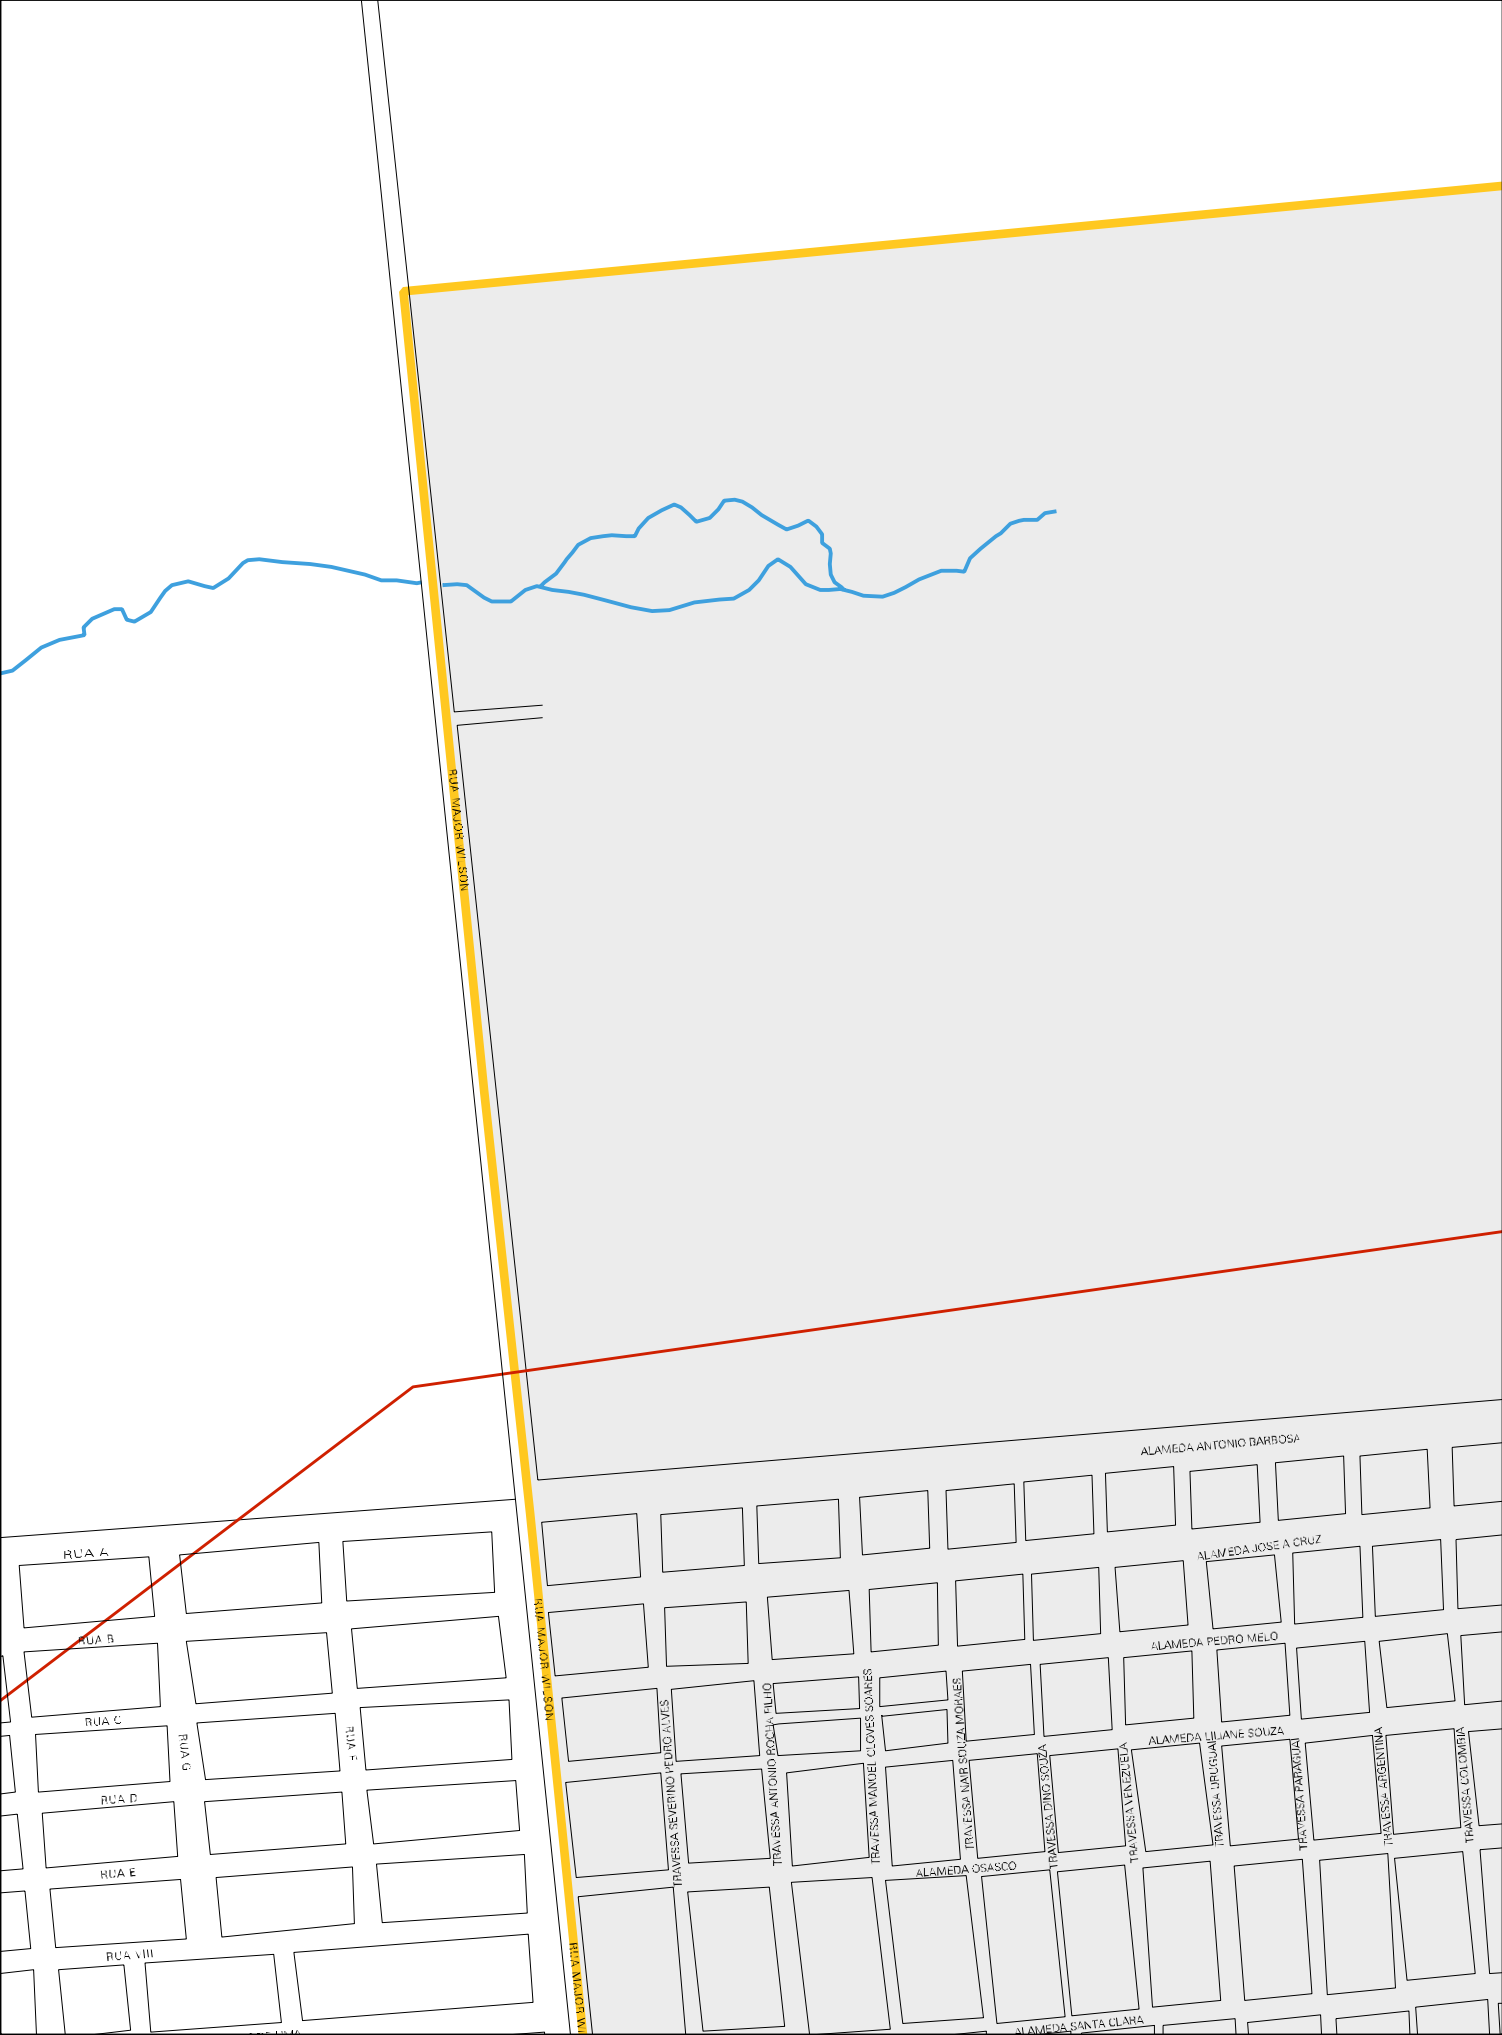 RUA MAJOR WILSON
ALAMEDA ANTONIO BARBOSA
RUA A
ALAMEDA JOSE A CRUZ
RUA B
RUA MAJOR WILSON
ALAMEDA PEDRO MELO
RUA C
RUA G
RUA F
ALAMEDA LILIANE SOUZA
TRAVESSA SEVERINO PEDRO ALVES
TRAVESSA ANTONIO ROCHA FILHO
TRAVESSA MANOEL CLOVES SOARES
TRAVESSA NAIR SOUZA MORAES
TRAVESSA DINO SOUZA
TRAVESSA VENEZUELA
TRAVESSA URUGUAI
TRAVESSA PARAGUAI
TRAVESSA ARGENTINA
TRAVESSA COLOMBIA
RUA D
RUA E
ALAMEDA OSASCO
RUA VIII
RUA MAJOR W
ALAMEDA SANTA CLARA